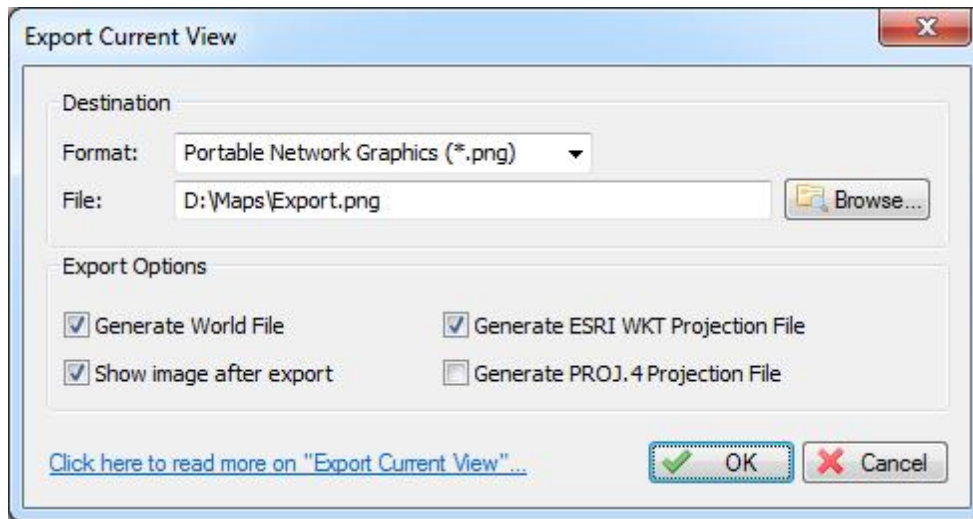 Export Current View
Destination
Format: Portable Network Graphics (*.png)
File: D:\Maps\Export.png Browse...
Export Options
Generate World File Generate ESRI WKT Projection File
Show image after export Generate PROJ.4 Projection File
Click here to read more on "Export Current View"... OK Cancel